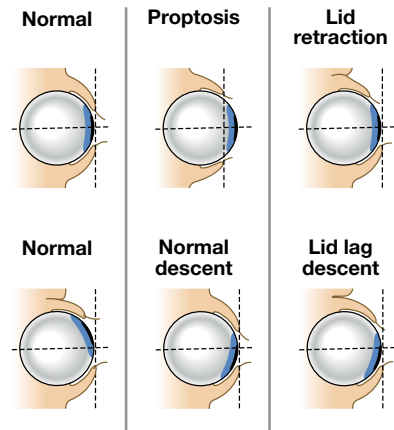 Normal
Proptosis
Lid
retraction
Normal
Normal
descent
Lid lag
descent